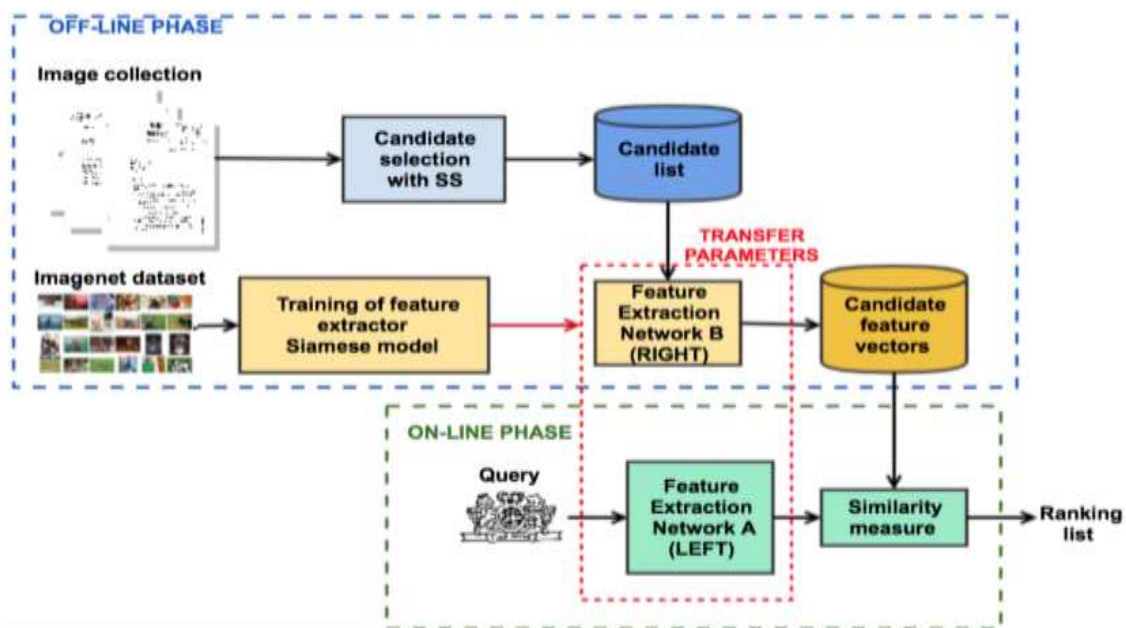 OFF-LINE PHASE
Image collection
Candidate
selection
with SS
Candidate
list
TRANSFER
PARAMETERS
Imagenet dataset
Training of feature
extractor
Siamese model
Feature
Extraction
Network B
(RIGHT)
Candidate
feature
vectors
ON-LINE PHASE
Query
Feature
Extraction
Network A
(LEFT)
Similarity
measure
Ranking
list